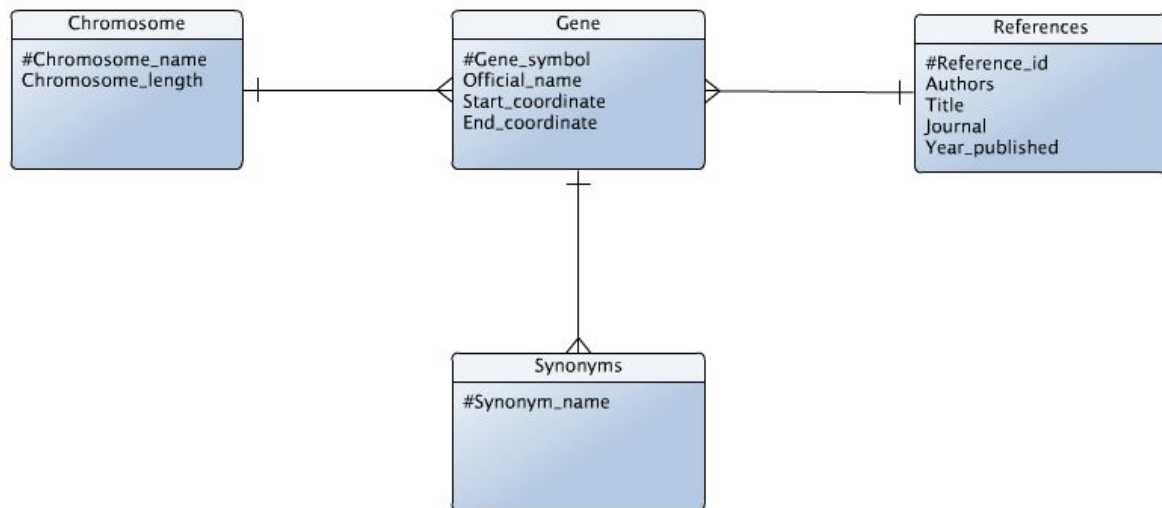 Chromosome
#Chromosome_name
Chromosome_length
Gene
#Gene_symbol
Official_name
Start_coordinate
End_coordinate
References
#Reference_id
Authors
Title
Journal
Year_published
Synonyms
#Synonym_name